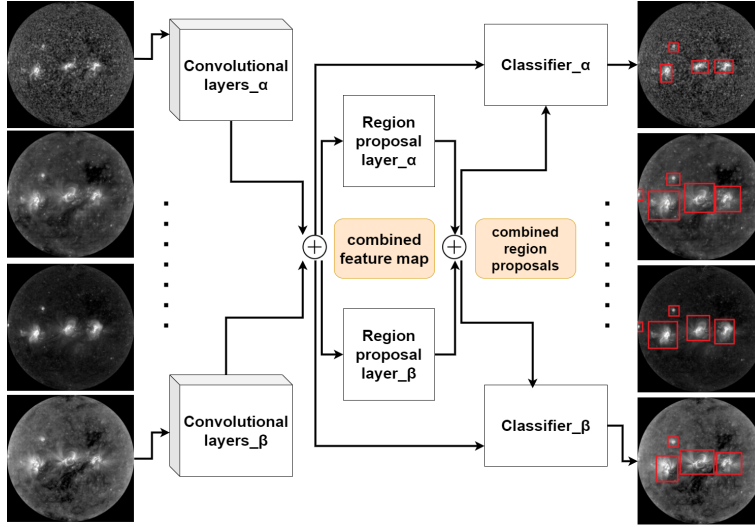 Convolutional
layers_α
Classifier_α
Region
proposal
layer_α
combined
feature map
combined
region
proposals
Region
proposal
layer_β
Convolutional
layers_β
Classifier_β